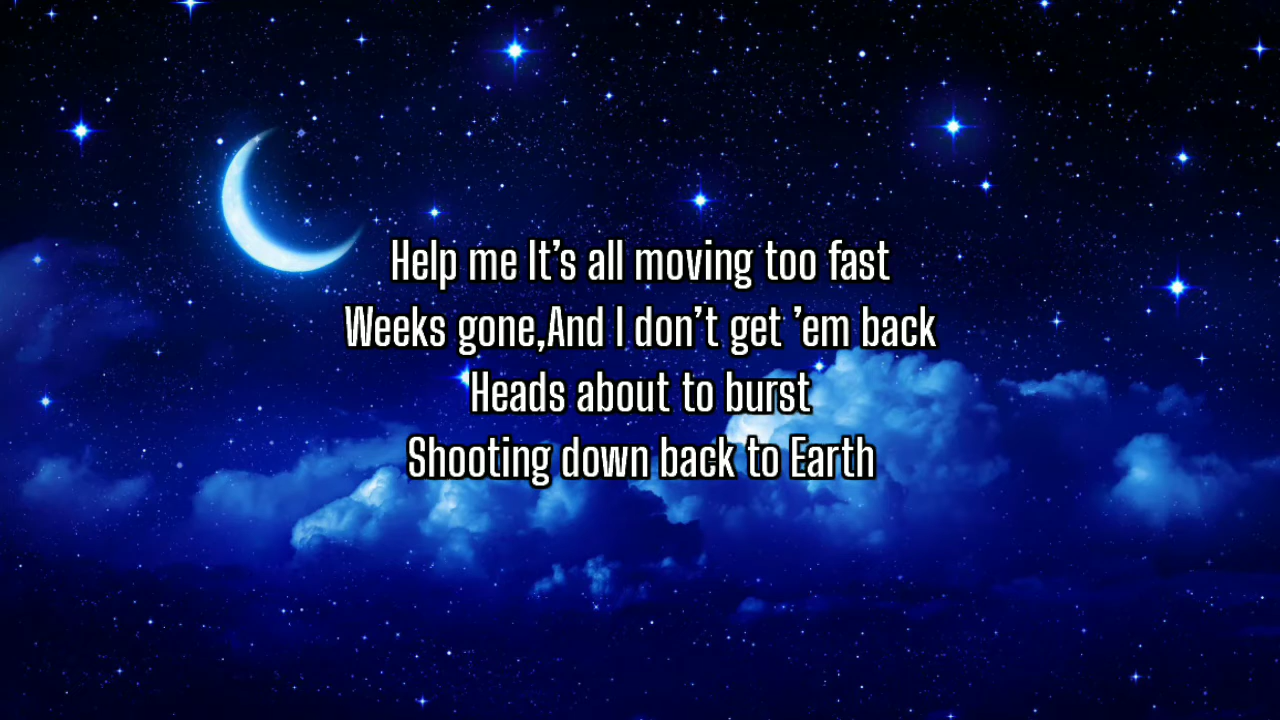 Help me It's all moving too fast
Weeks gone,And I don't get 'em back
Heads about to burst
Shooting down back to Earth